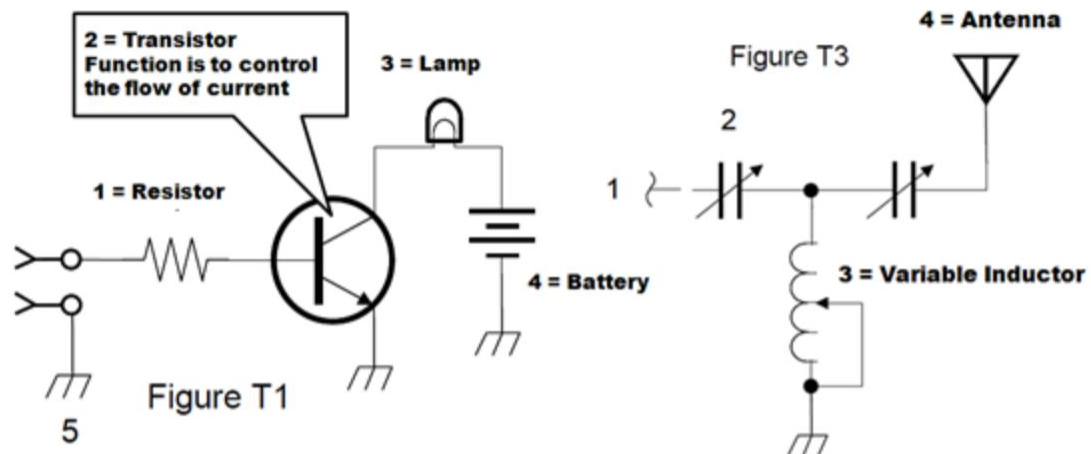 2 = Transistor
Function is to control
the flow of current
3 = Lamp
1 = Resistor
4 = Battery
5
Figure T1
4 = Antenna
Figure T3
2
1
3 = Variable Inductor